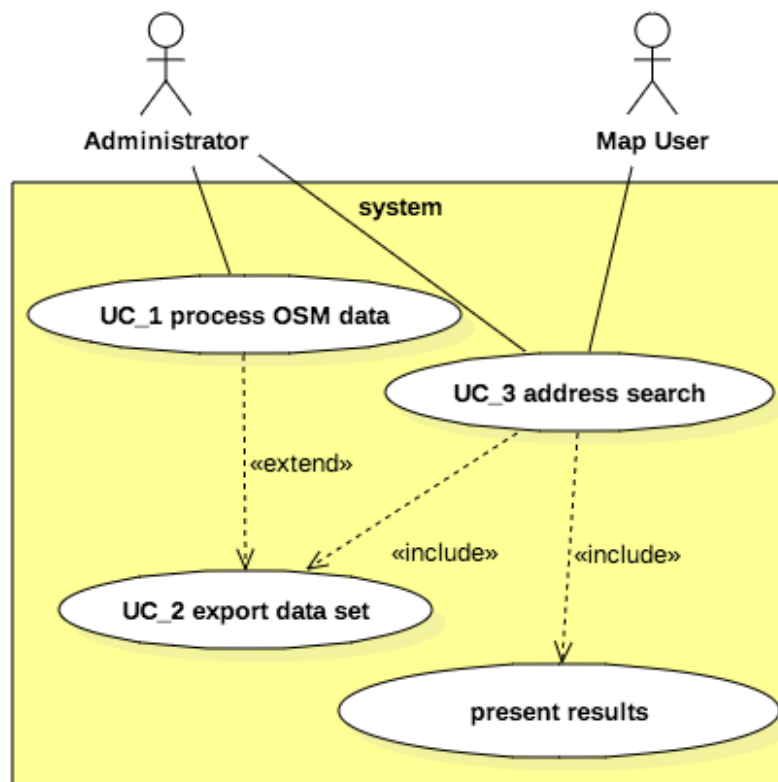 Administrator
Map User
system
UC_1 process OSM data
UC_3 address search
«extend»
«include»
«include»
UC_2 export data set
present results